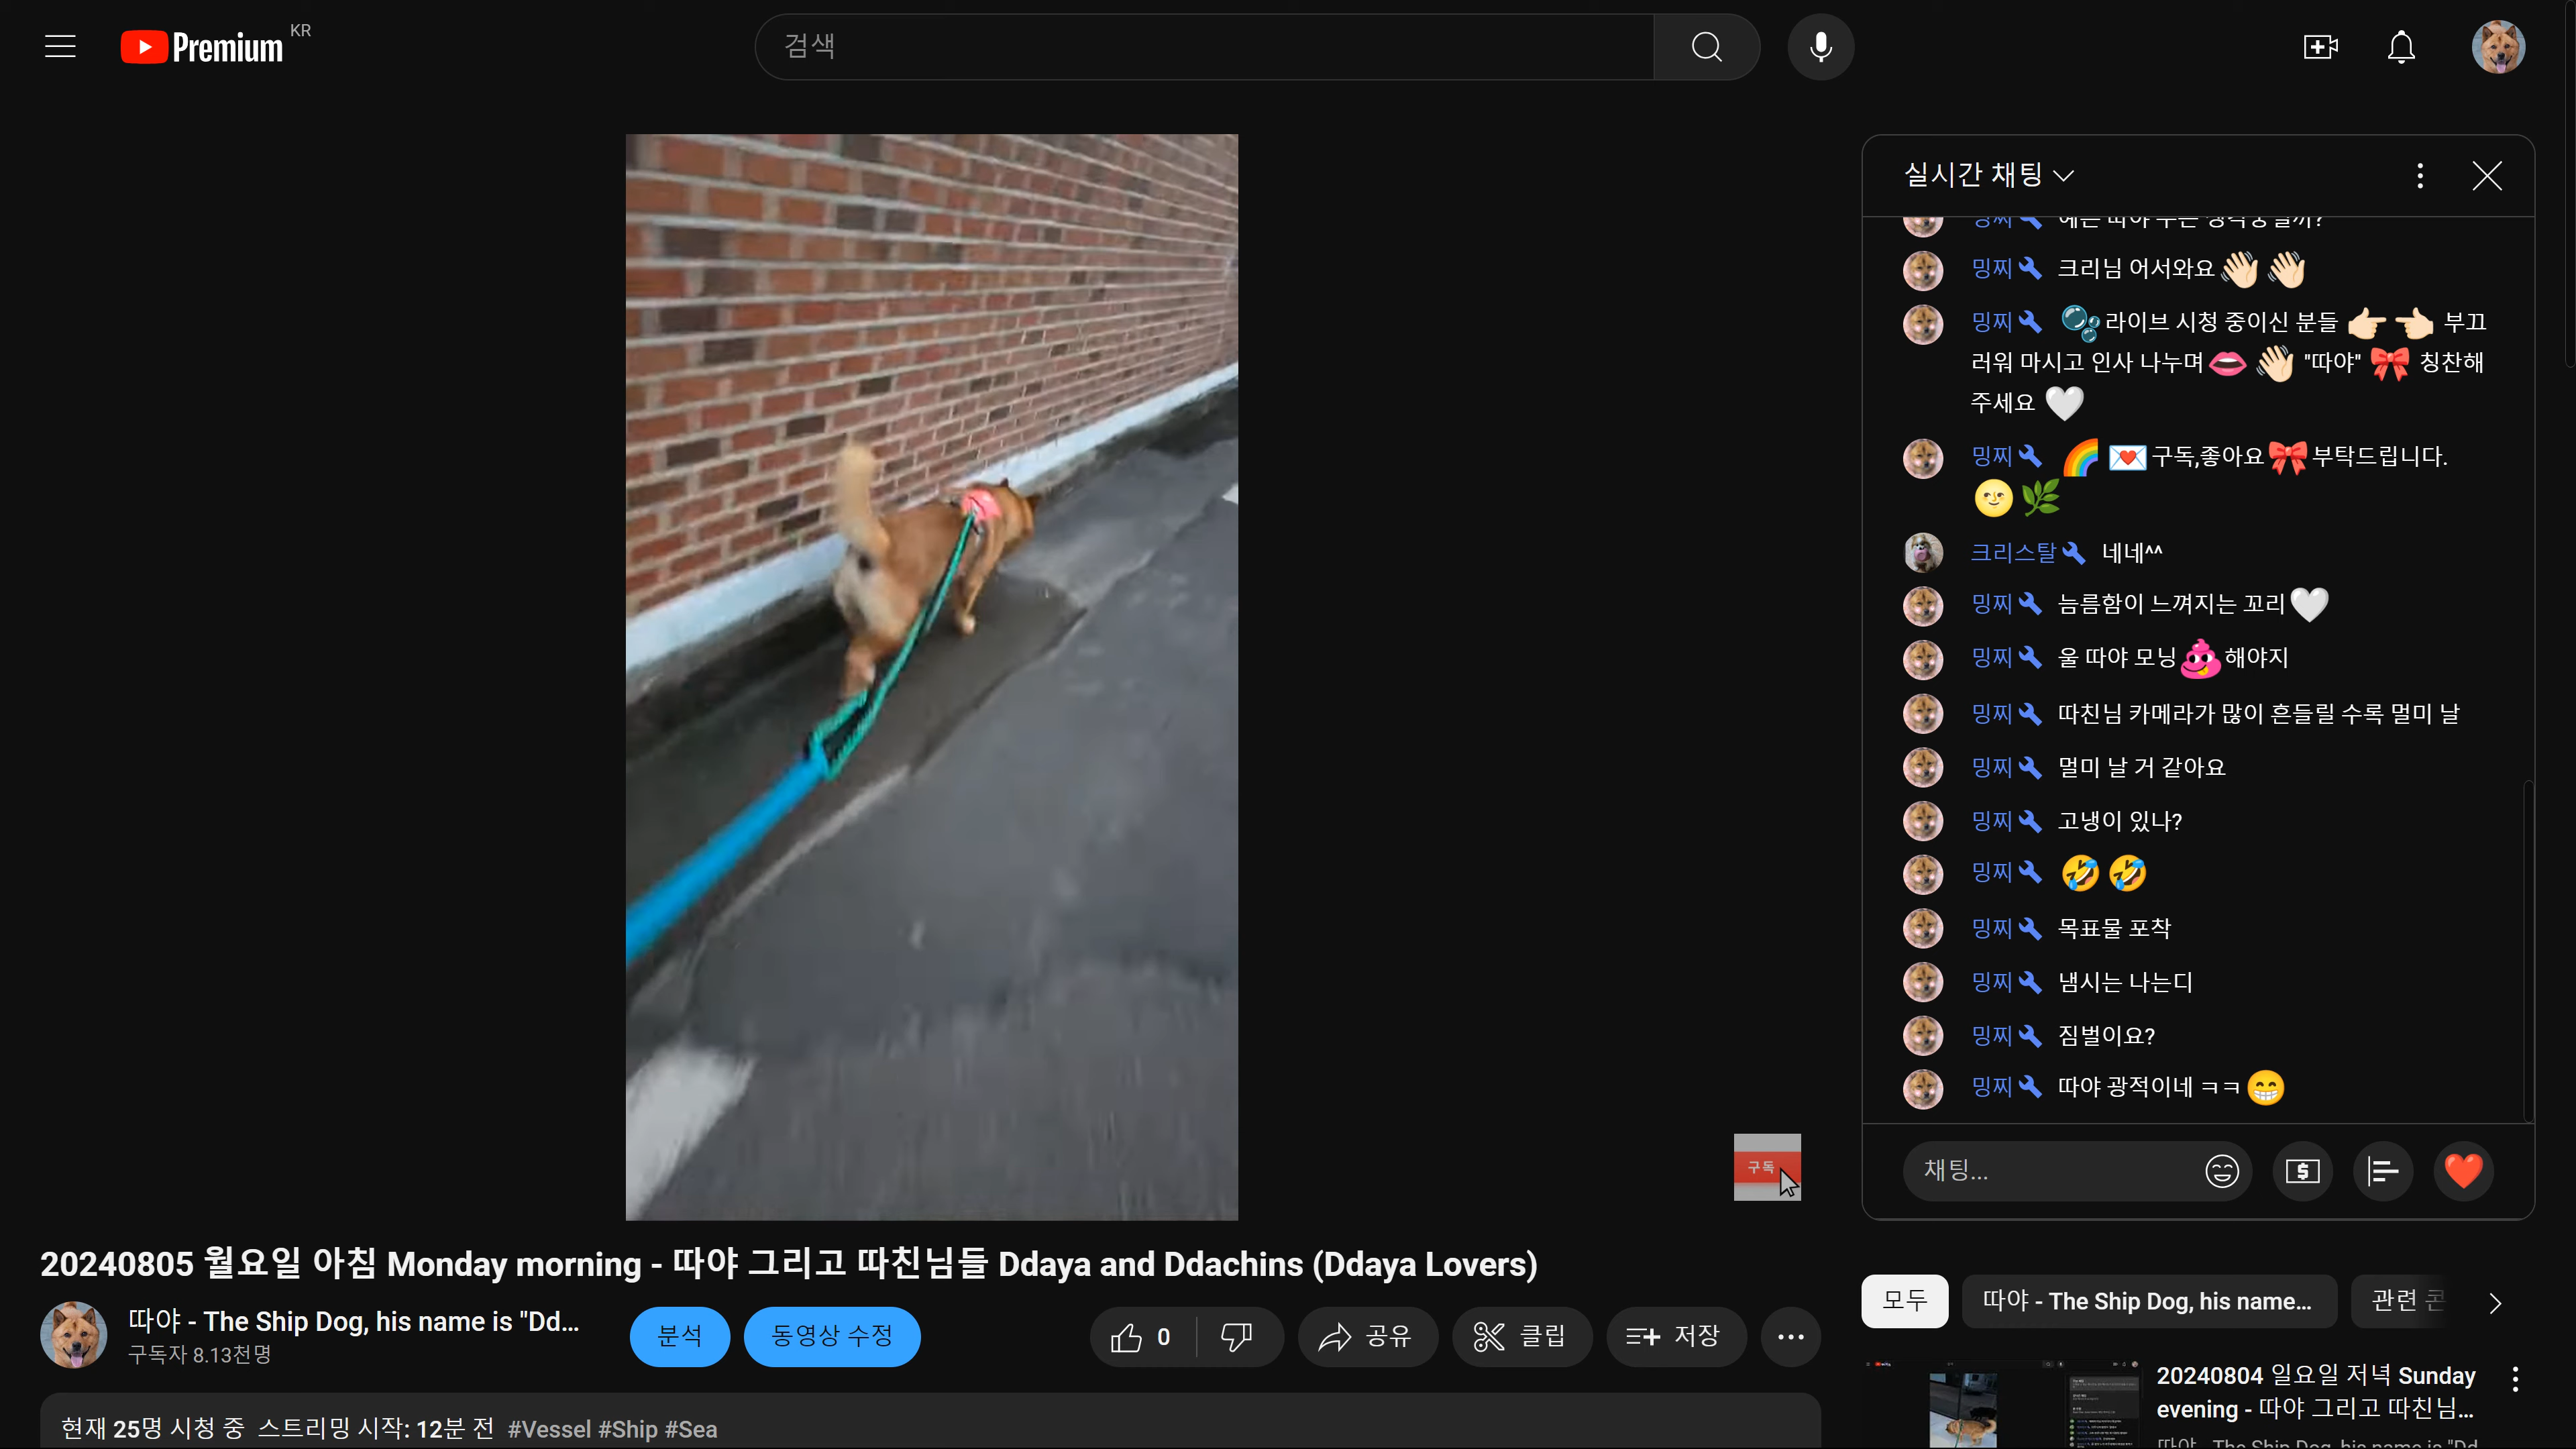 Premium KR
검색
실시간 채팅
밍찌 크리님 어서와요👋🏻👋🏻
밍찌 🫧라이브 시청 중이신 분들 👉🏻👈🏻 부끄
러워 마시고 인사 나누며👄👋🏻 "따야" 🎀 칭찬해
주세요 🤍
밍찌 🌈💌구독,좋아요🎀부탁드립니다.
🌝🌿
크리스탈 네네^^
밍찌 늠름함이 느껴지는 꼬리🤍
밍찌 울 따야 모닝💩해야지
밍찌 따친님 카메라가 많이 흔들릴 수록 멀미 날
밍찌 멀미 날 거 같아요
밍찌 고냉이 있나?
밍찌 🤣🤣
밍찌 목표물 포착
밍찌 냄시는 나는디
밍찌 짐벌이요?
밍찌 따야 광적이네 ㅋㅋ😁
채팅...
구독
20240805 월요일 아침 Monday morning - 따야 그리고 따친님들 Ddaya and Ddachins (Ddaya Lovers)
따야 - The Ship Dog, his name is "Dd...
구독자 8.13천명
분석
동영상 수정
0
공유
클립
저장
현재 25명 시청 중 스트리밍 시작: 12분 전 #Vessel #Ship #Sea
모두
따야 - The Ship Dog, his name...
관련
20240804 일요일 저녁 Sunday
evening - 따야 그리고 따친님...